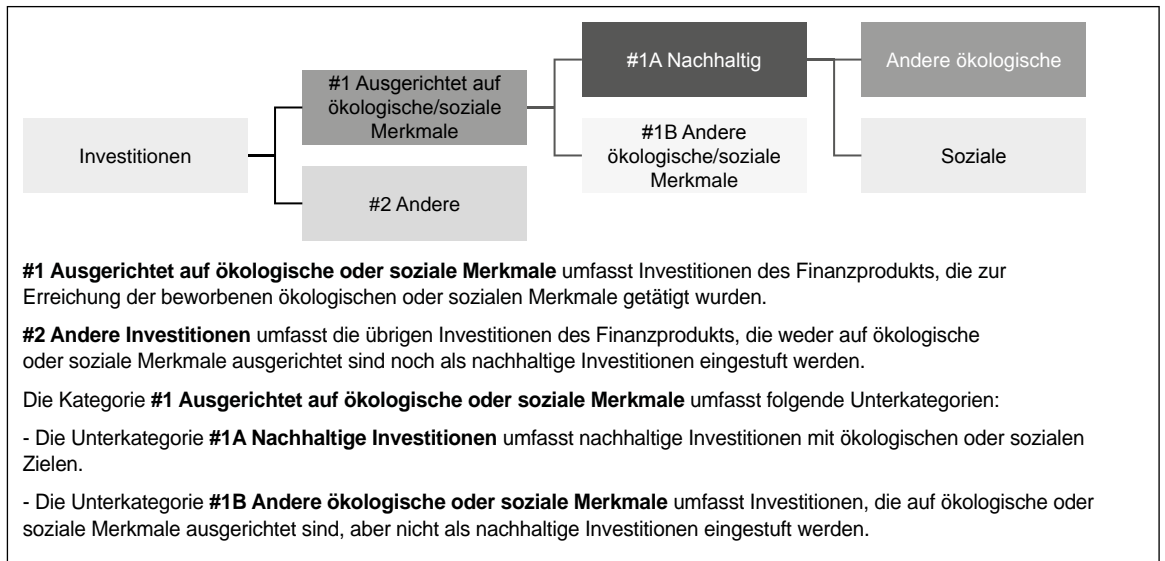 Investitionen
#1 Ausgerichtet auf
ökologische/soziale
Merkmale
#2 Andere
#1A Nachhaltig
#1B Andere
ökologische/soziale
Merkmale
Andere ökologische
Soziale
#1 Ausgerichtet auf ökologische oder soziale Merkmale umfasst Investitionen des Finanzprodukts, die zur
Erreichung der beworbenen ökologischen oder sozialen Merkmale getätigt wurden.
#2 Andere Investitionen umfasst die übrigen Investitionen des Finanzprodukts, die weder auf ökologische
oder soziale Merkmale ausgerichtet sind noch als nachhaltige Investitionen eingestuft werden.
Die Kategorie #1 Ausgerichtet auf ökologische oder soziale Merkmale umfasst folgende Unterkategorien:
- Die Unterkategorie #1A Nachhaltige Investitionen umfasst nachhaltige Investitionen mit ökologischen oder sozialen
Zielen.
- Die Unterkategorie #1B Andere ökologische oder soziale Merkmale umfasst Investitionen, die auf ökologische oder
soziale Merkmale ausgerichtet sind, aber nicht als nachhaltige Investitionen eingestuft werden.